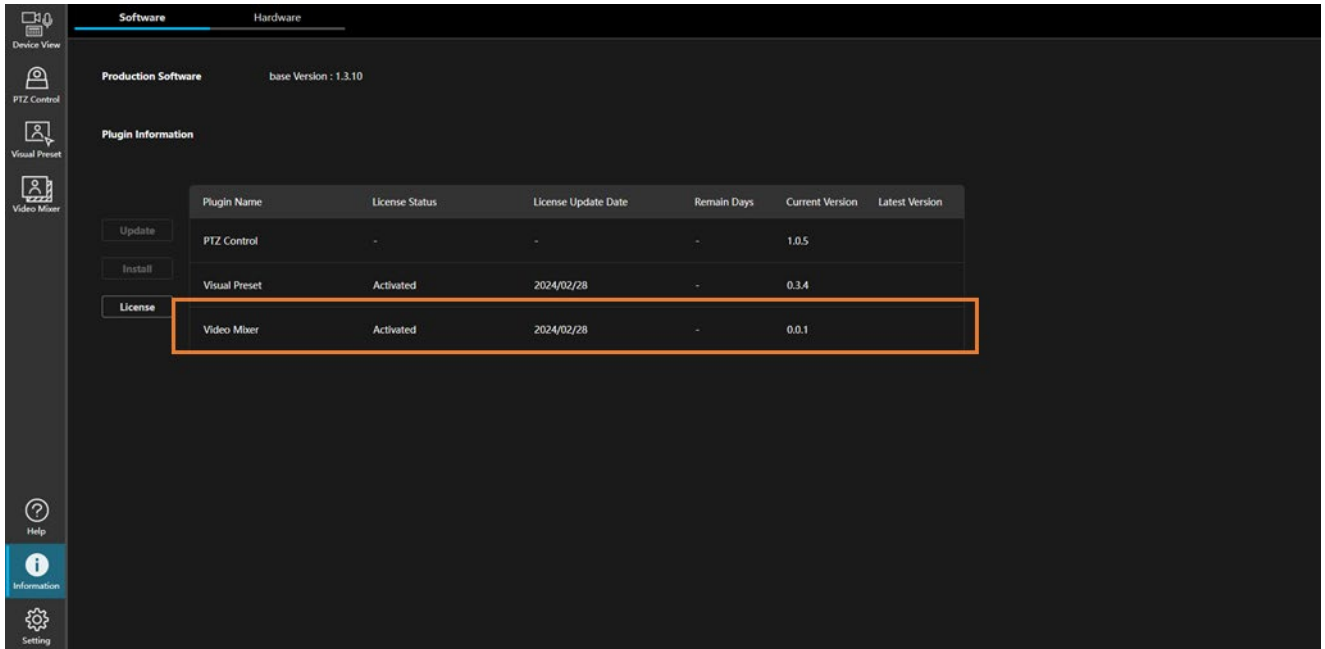 Device View
PTZ Control
Visual Preset
Video Mixer
Help
Information
Setting
Software Hardware
Production Software base Version : 1.3.10
Plugin Information
Update
Install
License
Plugin Name License Status License Update Date Remain Days Current Version Latest Version
PTZ Control - - - 1.0.5
Visual Preset Activated 2024/02/28 - 0.3.4
Video Mixer Activated 2024/02/28 - 0.0.1